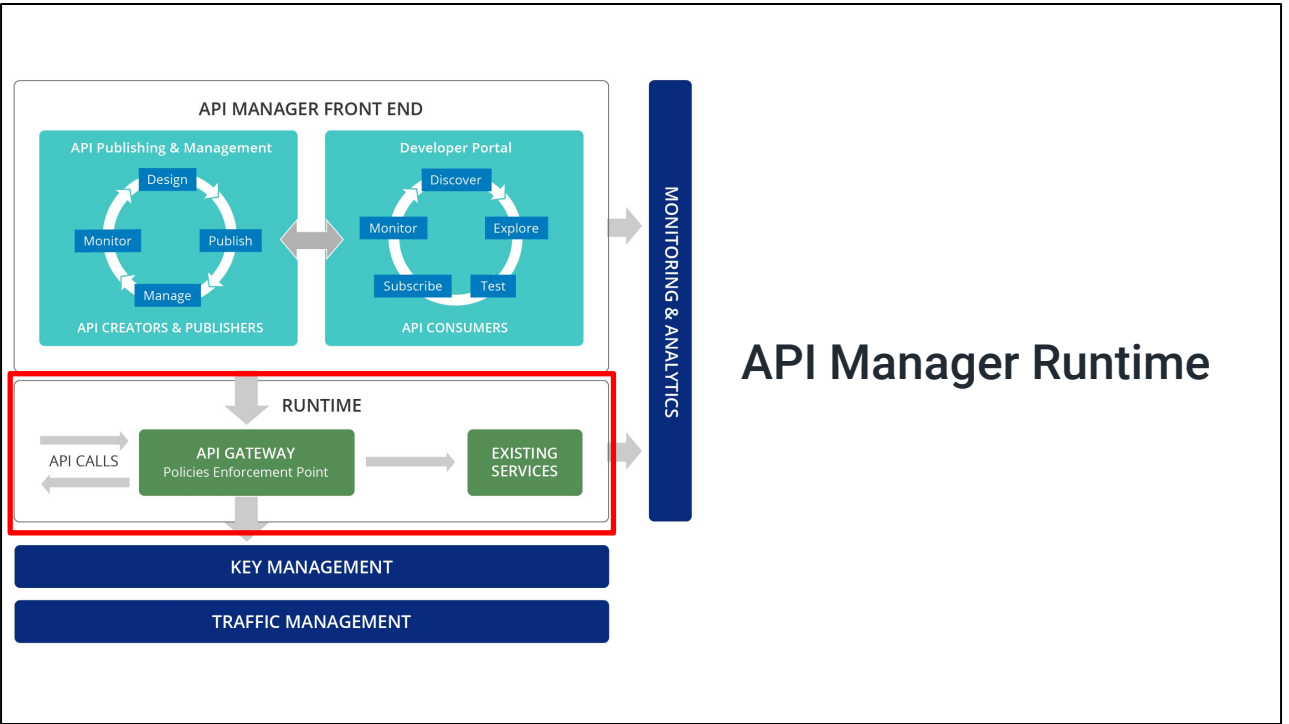 API MANAGER FRONT END
API Publishing & Management
Design
Monitor
Publish
Manage
API CREATORS & PUBLISHERS
Developer Portal
Discover
Monitor
Explore
Subscribe
Test
API CONSUMERS
MONITORING & ANALYTICS
RUNTIME
API CALLS
API GATEWAY
Policies Enforcement Point
EXISTING
SERVICES
KEY MANAGEMENT
TRAFFIC MANAGEMENT
API Manager Runtime